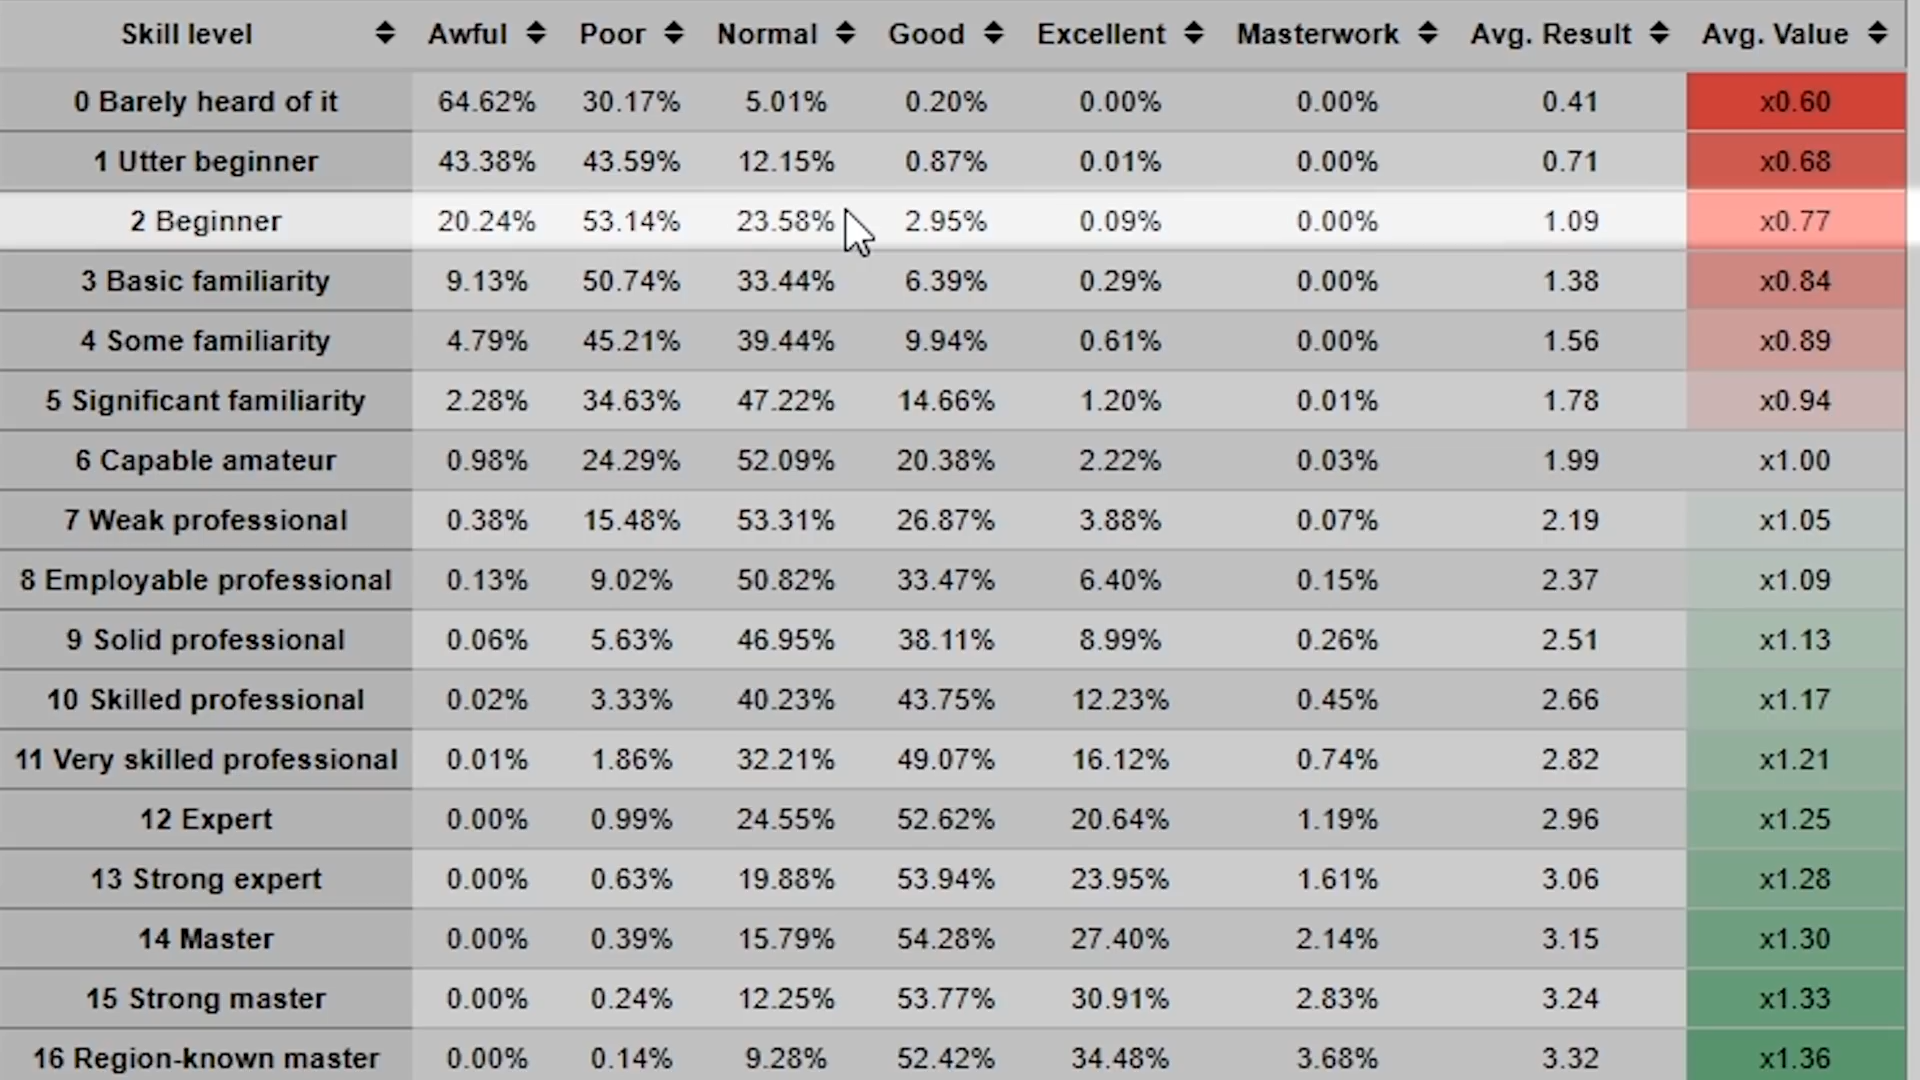 Skill level Awful Poor Normal Good Excellent Masterwork Avg. Result Avg. Value
0 Barely heard of it 64.62% 30.17% 5.01% 0.20% 0.00% 0.00% 0.41 x0.60
1 Utter beginner 43.38% 43.59% 12.15% 0.87% 0.01% 0.00% 0.71 x0.68
2 Beginner 20.24% 53.14% 23.58% 2.95% 0.09% 0.00% 1.09 x0.77
3 Basic familiarity 9.13% 50.74% 33.44% 6.39% 0.29% 0.00% 1.38 x0.84
4 Some familiarity 4.79% 45.21% 39.44% 9.94% 0.61% 0.00% 1.56 x0.89
5 Significant familiarity 2.28% 34.63% 47.22% 14.66% 1.20% 0.01% 1.78 x0.94
6 Capable amateur 0.98% 24.29% 52.09% 20.38% 2.22% 0.03% 1.99 x1.00
7 Weak professional 0.38% 15.48% 53.31% 26.87% 3.88% 0.07% 2.19 x1.05
8 Employable professional 0.13% 9.02% 50.82% 33.47% 6.40% 0.15% 2.37 x1.09
9 Solid professional 0.06% 5.63% 46.95% 38.11% 8.99% 0.26% 2.51 x1.13
10 Skilled professional 0.02% 3.33% 40.23% 43.75% 12.23% 0.45% 2.66 x1.17
11 Very skilled professional 0.01% 1.86% 32.21% 49.07% 16.12% 0.74% 2.82 x1.21
12 Expert 0.00% 0.99% 24.55% 52.62% 20.64% 1.19% 2.96 x1.25
13 Strong expert 0.00% 0.63% 19.88% 53.94% 23.95% 1.61% 3.06 x1.28
14 Master 0.00% 0.39% 15.79% 54.28% 27.40% 2.14% 3.15 x1.30
15 Strong master 0.00% 0.24% 12.25% 53.77% 30.91% 2.83% 3.24 x1.33
16 Region-known master 0.00% 0.14% 9.28% 52.42% 34.48% 3.68% 3.32 x1.36